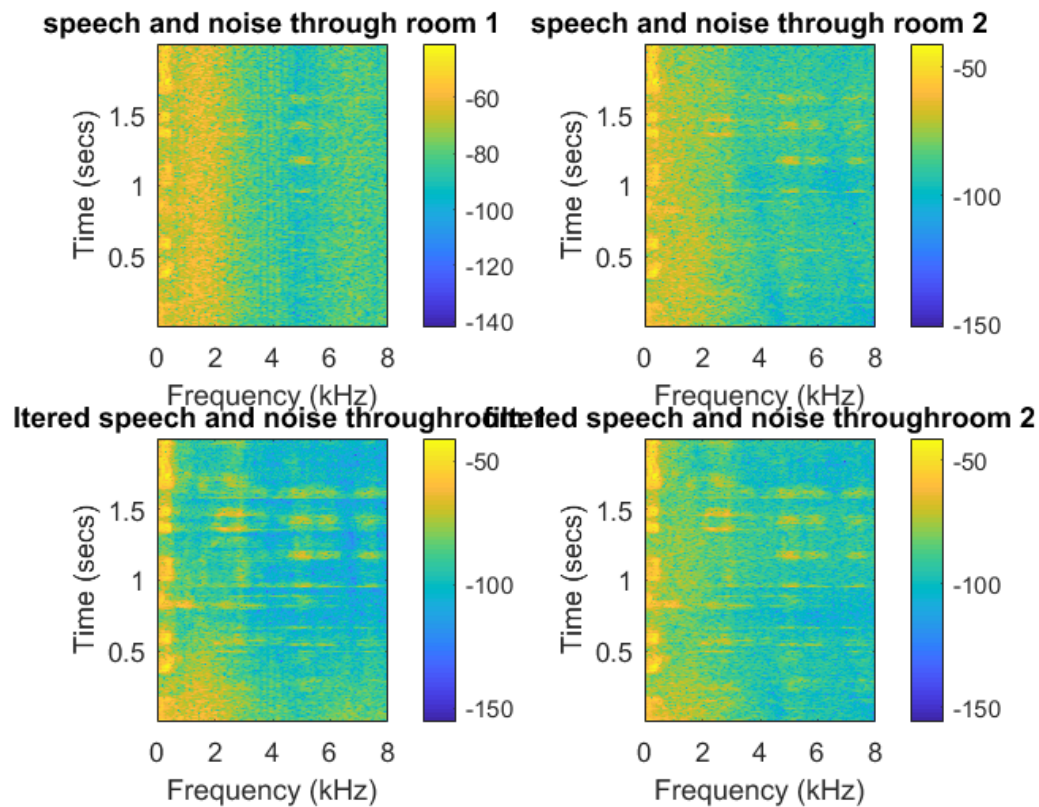 speech and noise through room 1
-60
-80
-100
-120
-140
1.5
1
0.5
Time (secs)
0 2 4 6 8
Frequency (kHz)
speech and noise through room 2
-50
-100
-150
1.5
1
0.5
Time (secs)
0 2 4 6 8
Frequency (kHz)
ltered speech and noise throughroom 1
-50
-100
-150
1.5
1
0.5
Time (secs)
0 2 4 6 8
Frequency (kHz)
filtered speech and noise throughroom 2
-50
-100
-150
1.5
1
0.5
Time (secs)
0 2 4 6 8
Frequency (kHz)